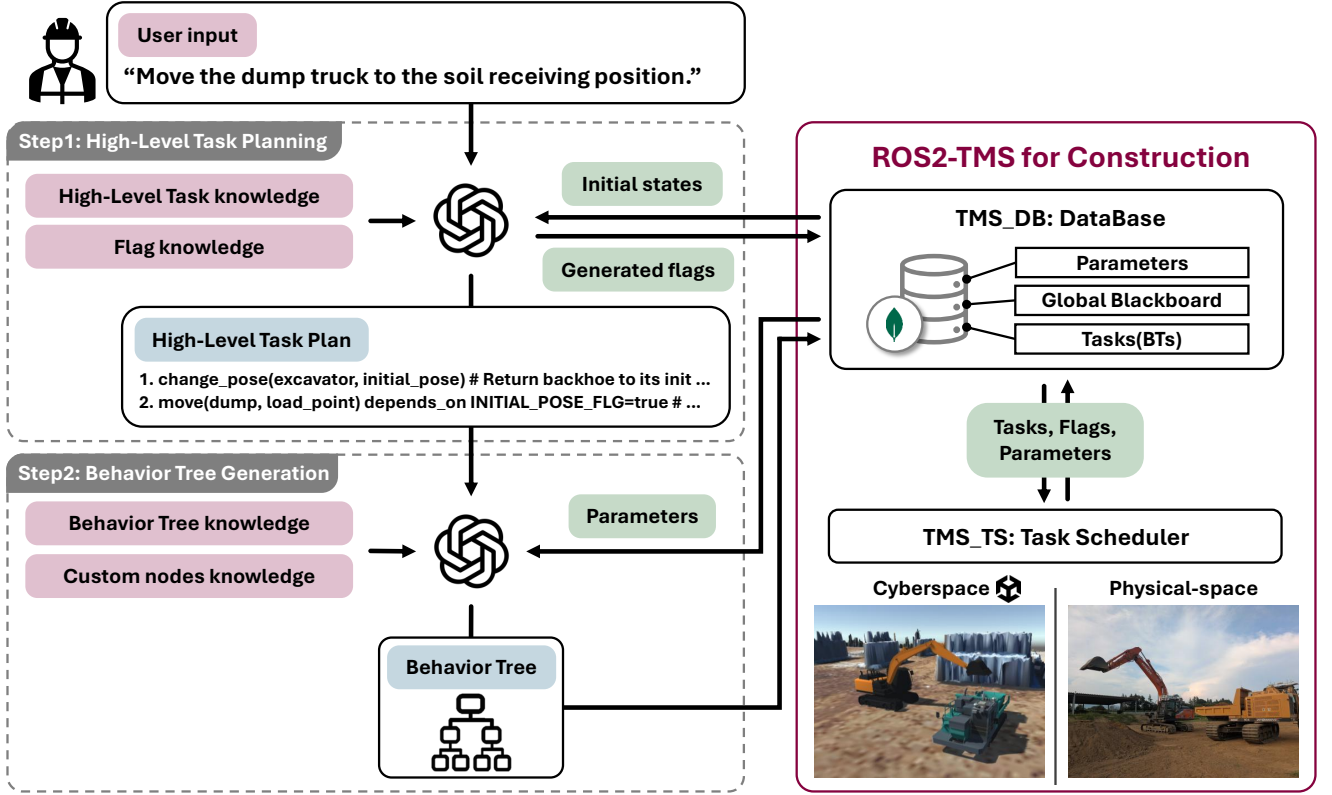 User input
“Move the dump truck to the soil receiving position.”
Step1: High-Level Task Planning
High-Level Task knowledge
Flag knowledge
Initial states
Generated flags
High-Level Task Plan
1. change_pose(excavator, initial_pose) # Return backhoe to its init ...
2. move(dump, load_point) depends_on INITIAL_POSE_FLG=true # ...
Step2: Behavior Tree Generation
Behavior Tree knowledge
Custom nodes knowledge
Parameters
Behavior Tree
ROS2-TMS for Construction
TMS_DB: DataBase
Parameters
Global Blackboard
Tasks(BTs)
Tasks, Flags,
Parameters
TMS_TS: Task Scheduler
Cyberspace
Physical-space